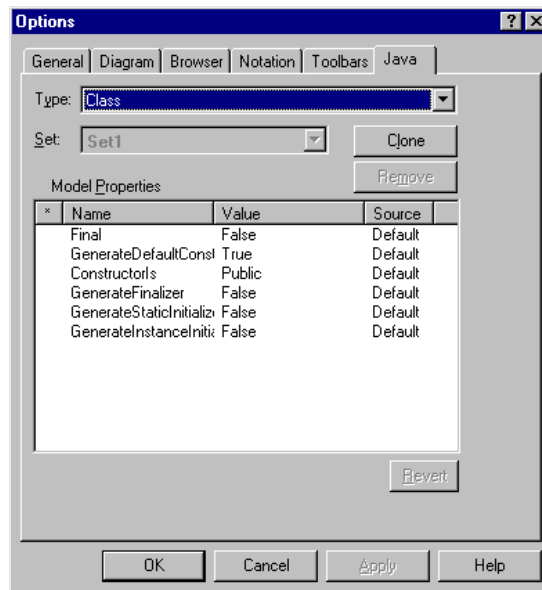 Options
General Diagram Browser Notation Toolbars Java
Type: Class
Set: Set1 Clone
Remove
Model Properties
* Name Value Source
Final False Default
GenerateDefaultConst True Default
ConstructorIs Public Default
GenerateFinalizer False Default
GenerateStaticInitializ False Default
GenerateInstanceIniti False Default
Revert
OK Cancel Apply Help